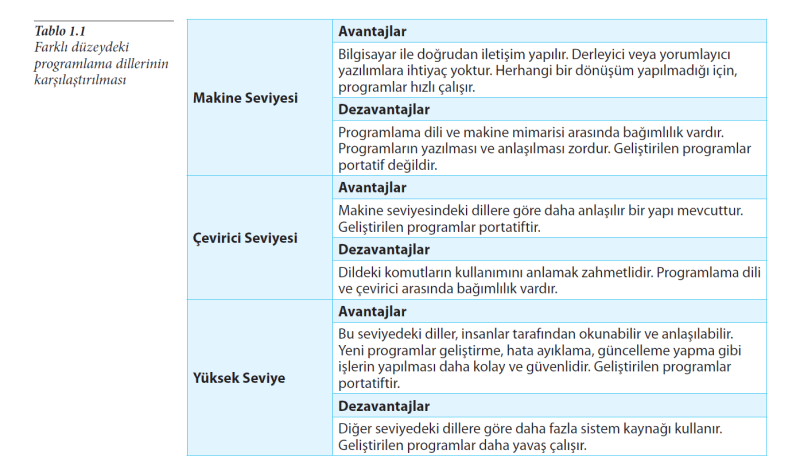 Tablo 1.1
Farklı düzeydeki
programlama dillerinin
karşılaştırılması
Makine Seviyesi
Avantajlar
Bilgisayar ile doğrudan iletişim yapılır. Derleyici veya yorumlayıcı
yazılımlara ihtiyaç yoktur. Herhangi bir dönüşüm yapılmadığı için,
programlar hızlı çalışır.
Dezavantajlar
Programlama dili ve makine mimarisi arasında bağımlılık vardır.
Programların yazılması ve anlaşılması zordur. Geliştirilen programlar
portatif değildir.
Çevirici Seviyesi
Avantajlar
Makine seviyesindeki dillere göre daha anlaşılır bir yapı mevcuttur.
Geliştirilen programlar portatiftir.
Dezavantajlar
Dildeki komutların kullanımını anlamak zahmetlidir. Programlama dili
ve çevirici arasında bağımlılık vardır.
Yüksek Seviye
Avantajlar
Bu seviyedeki diller, insanlar tarafından okunabilir ve anlaşılabilir.
Yeni programlar geliştirme, hata ayıklama, güncelleme yapma gibi
işlerin yapılması daha kolay ve güvenlidir. Geliştirilen programlar
portatiftir.
Dezavantajlar
Diğer seviyedeki dillere göre daha fazla sistem kaynağı kullanır.
Geliştirilen programlar daha yavaş çalışır.